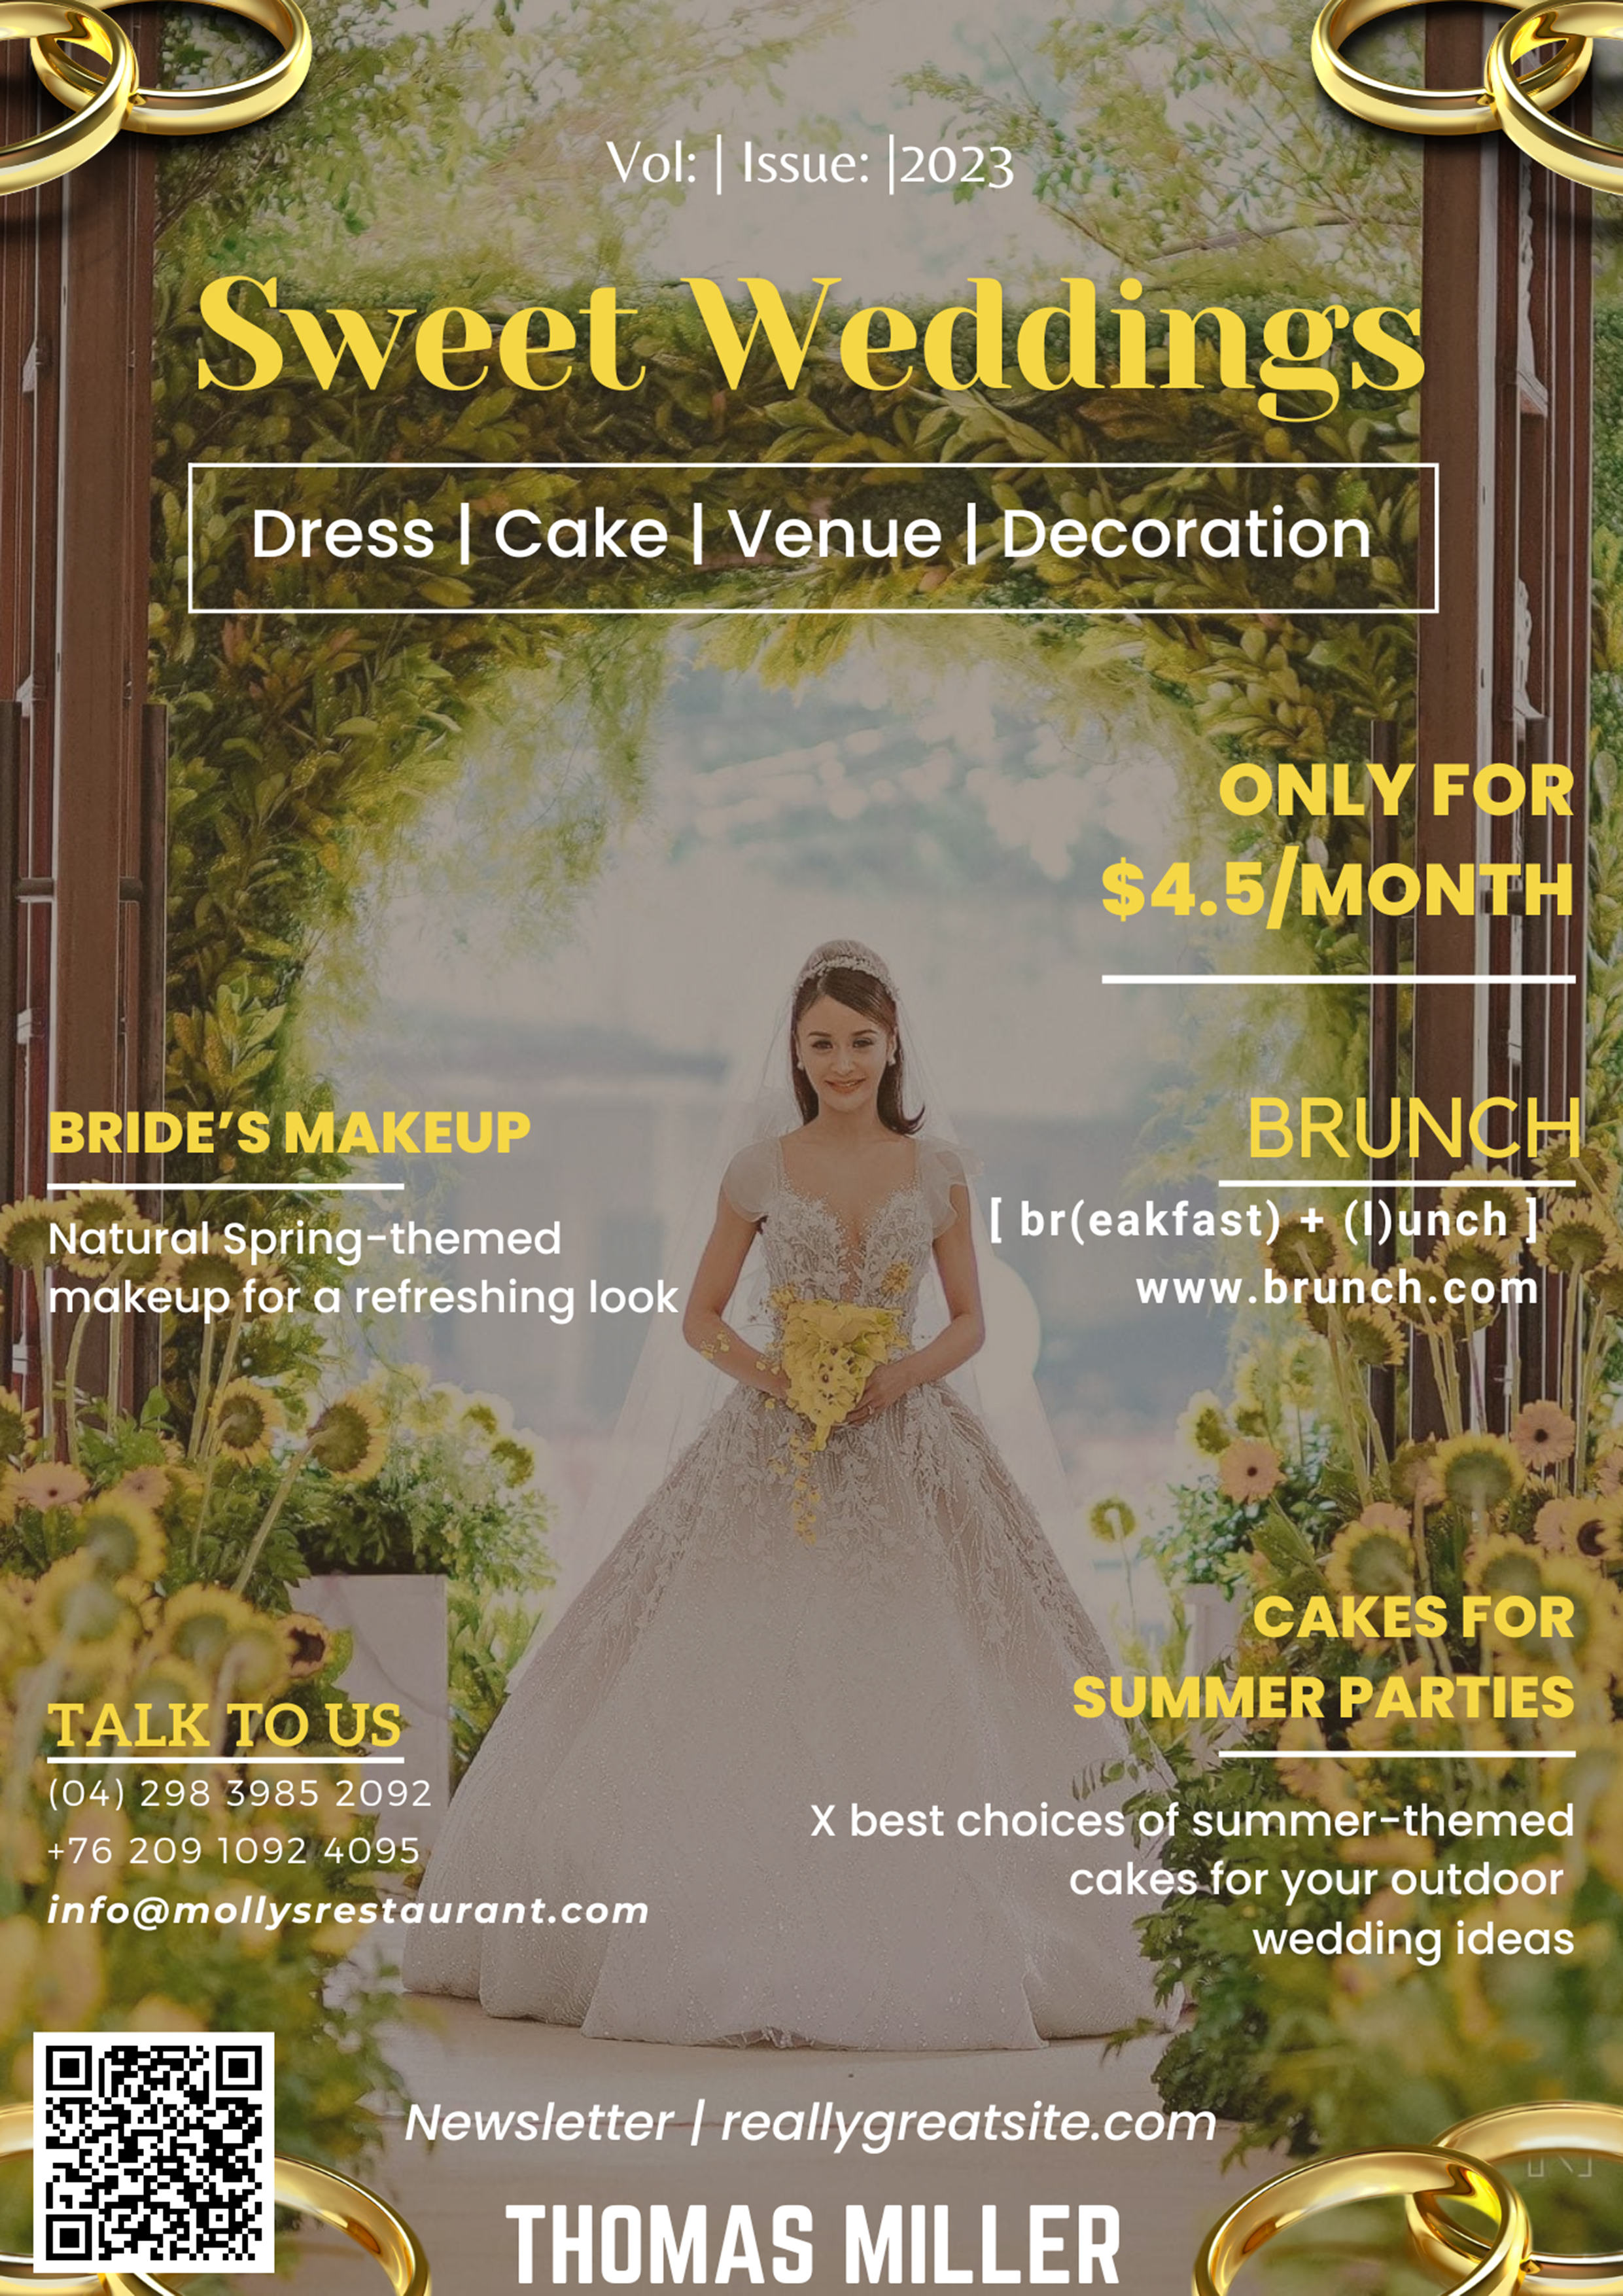 Vol: | Issue: |2023
Sweet Weddings
Dress | Cake | Venue | Decoration
ONLY FOR
$4.5/MONTH
BRIDE’S MAKEUP
Natural Spring-themed
makeup for a refreshing look
BRUNCH
[ br(eakfast) + (l)unch ]
www.brunch.com
CAKES FOR
SUMMER PARTIES
X best choices of summer-themed
cakes for your outdoor
wedding ideas
TALK TO US
(04) 298 3985 2092
+76 209 1092 4095
info@mollysrestaurant.com
Newsletter | reallygreatsite.com
THOMAS MILLER